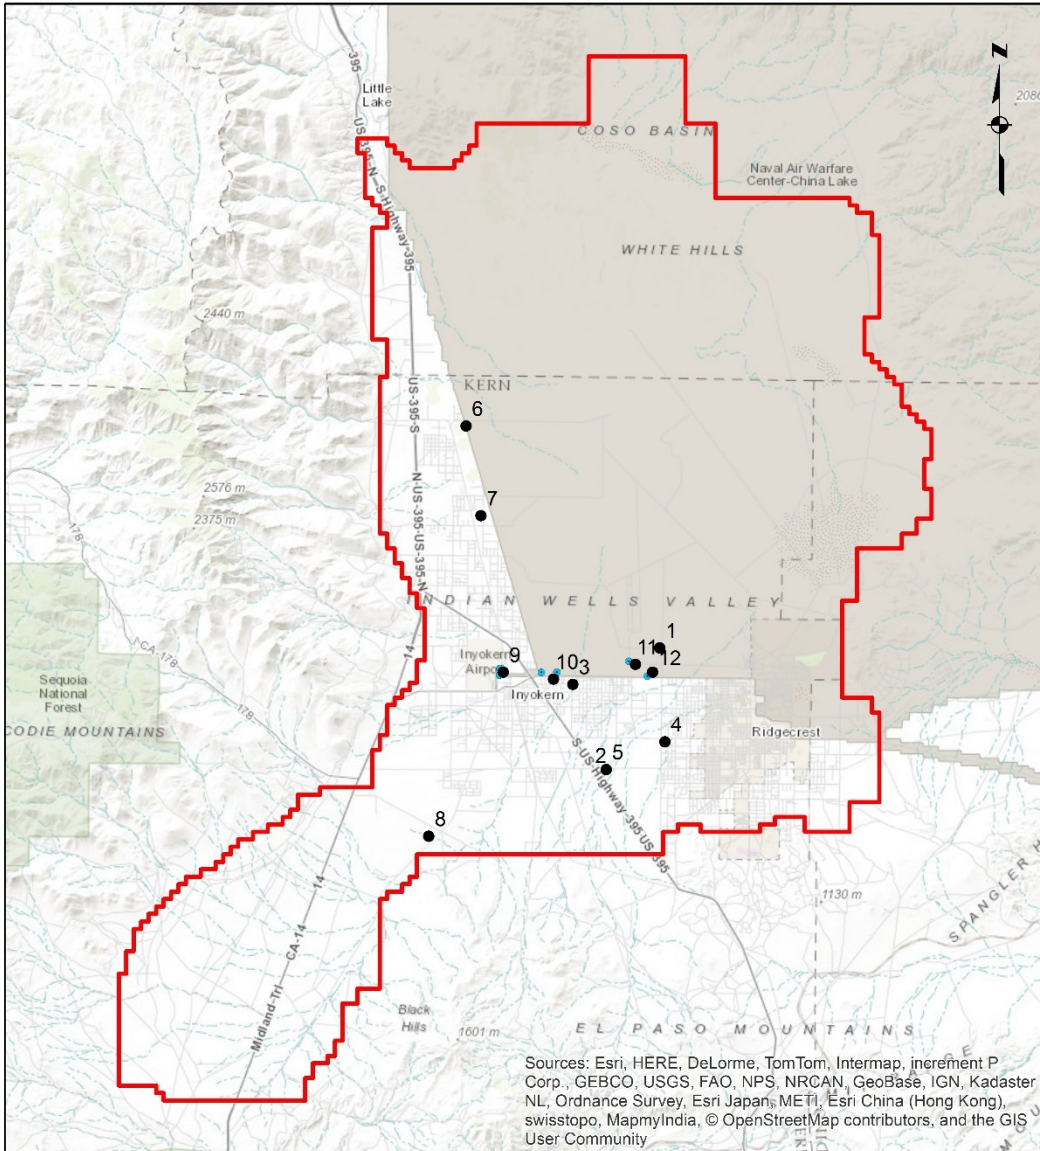 N
395
Little
Lake
US-395-N
S-Highway-395
2086
COSO BASIN
Naval Air Warfare
Center-China Lake
WHITE HILLS
2440 m
KERN
US-395-S
6
2576 m
2375 m
7
N-US-395-US-395-N
178
INDIAN WELLS VALLEY
CA-178
14
1
Inyokern
Airport
9
10
3
11
12
Inyokern
178
Sequoia
National
Forest
CODIE MOUNTAINS
4
Ridgecrest
2
5
S-US-Highway-395
US-395
8
14
CA-14
Midland-Trl
1130 m
SPANGLER H
Black
Hills
1601 m
EL PASO MOUNTAINS
Sources: Esri, HERE, DeLorme, TomTom, Intermap, increment P
Corp., GEBCO, USGS, FAO, NPS, NRCAN, GeoBase, IGN, Kadaster
NL, Ordnance Survey, Esri Japan, METI, Esri China (Hong Kong),
swisstopo, MapmyIndia, © OpenStreetMap contributors, and the GIS
User Community